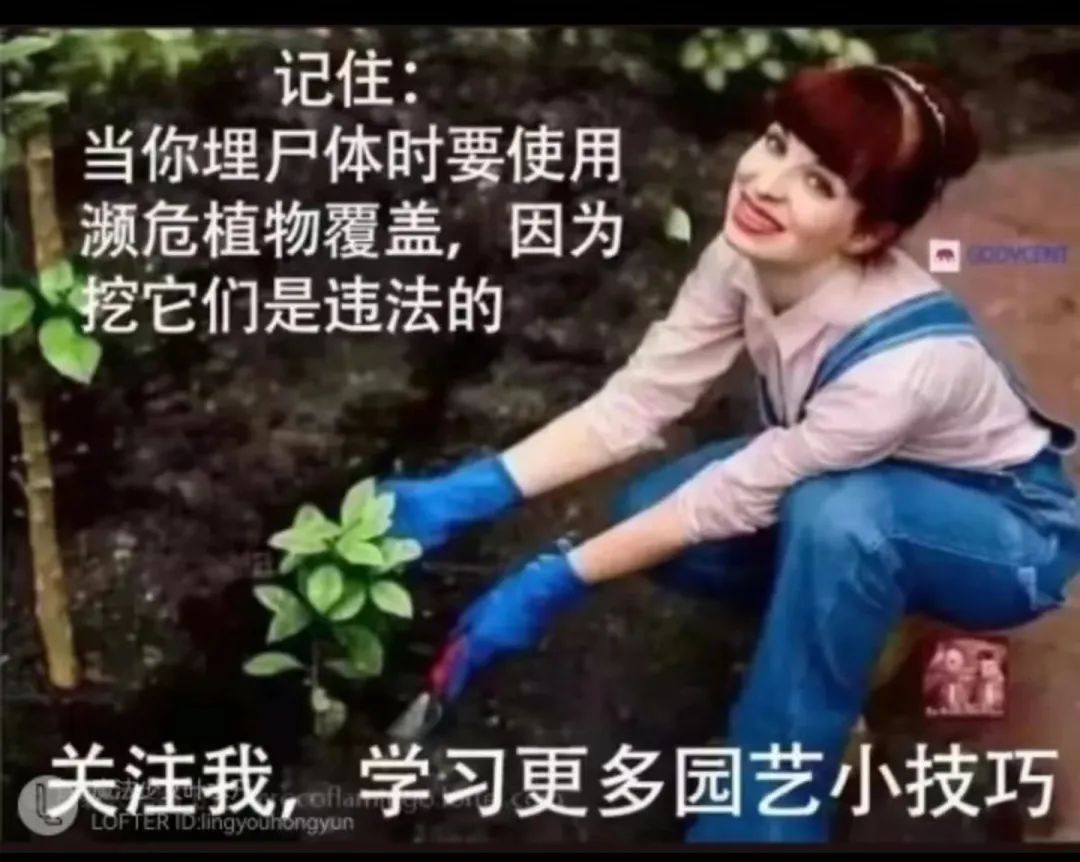 记住：
当你埋尸体时要使用
濒危植物覆盖，因为
挖它们是违法的
关注我，学习更多园艺小技巧
LOFTER ID:lingyouhongyun